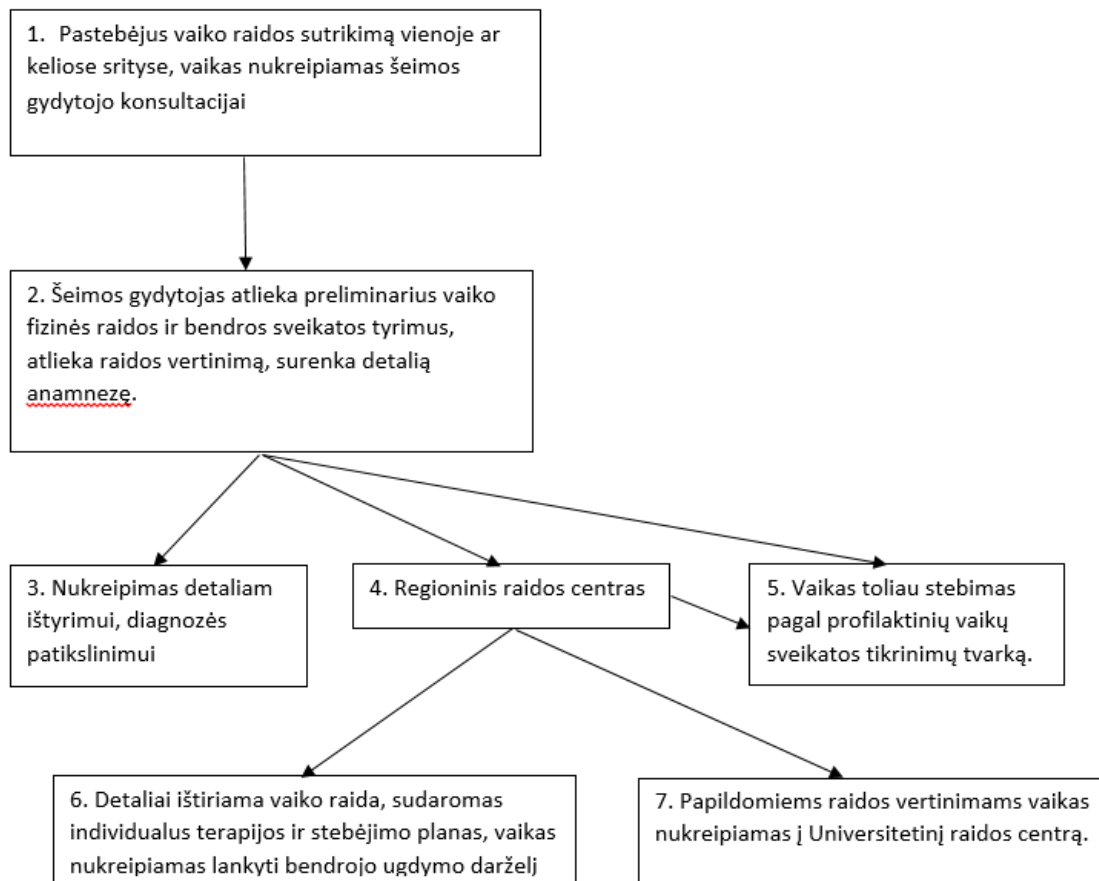 1. Pastebėjus vaiko raidos sutrikimą vienoje ar
keliose srityse, vaikas nukreipiamas šeimos
gydytojo konsultacijai
2. Šeimos gydytojas atlieka preliminarius vaiko
fizinės raidos ir bendros sveikatos tyrimus,
atlieka raidos vertinimą, surenka detalią
anamnezę.
3. Nukreipimas detaliam
ištyrimui, diagnozės
patikslinimui
4. Regioninis raidos centras
5. Vaikas toliau stebimas
pagal profilaktinių vaikų
sveikatos tikrinimų tvarką.
6. Detaliai ištiriama vaiko raida, sudaromas
individualus terapijos ir stebėjimo planas, vaikas
nukreipiamas lankyti bendrojo ugdymo darželį
7. Papildomiems raidos vertinimams vaikas
nukreipiamas į Universitetinį raidos centrą.